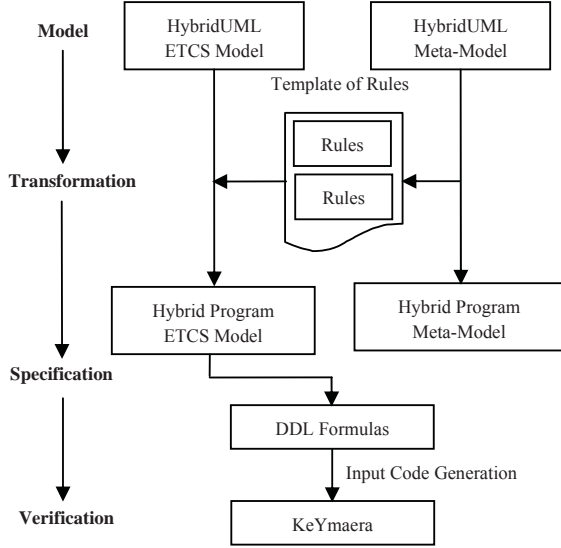 Model
HybridUML
ETCS Model
HybridUML
Meta-Model
Template of Rules
Rules
Transformation
Rules
Hybrid Program
ETCS Model
Hybrid Program
Meta-Model
Specification
DDL Formulas
Input Code Generation
Verification
KeYmaera